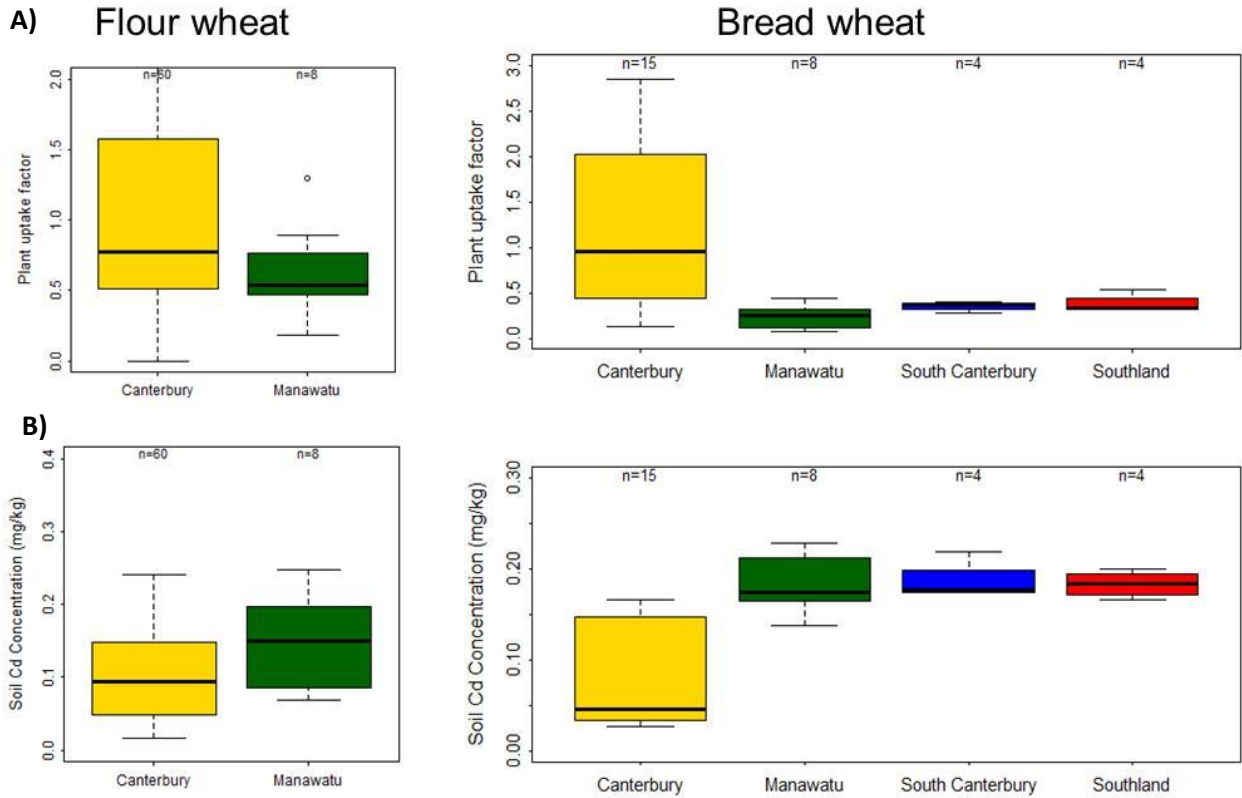 A)
Flour wheat
Bread wheat
n=60
n=8
Plant uptake factor
2.0
1.5
1.0
0.5
0.0
Canterbury
Manawatu
n=15
n=8
n=4
n=4
Plant uptake factor
3.0
2.5
2.0
1.5
1.0
0.5
0.0
Canterbury
Manawatu
South Canterbury
Southland
B)
n=60
n=8
Soil Cd Concentration (mg/kg)
0.4
0.3
0.2
0.1
0.0
Canterbury
Manawatu
n=15
n=8
n=4
n=4
Soil Cd Concentration (mg/kg)
0.30
0.20
0.10
0.00
Canterbury
Manawatu
South Canterbury
Southland